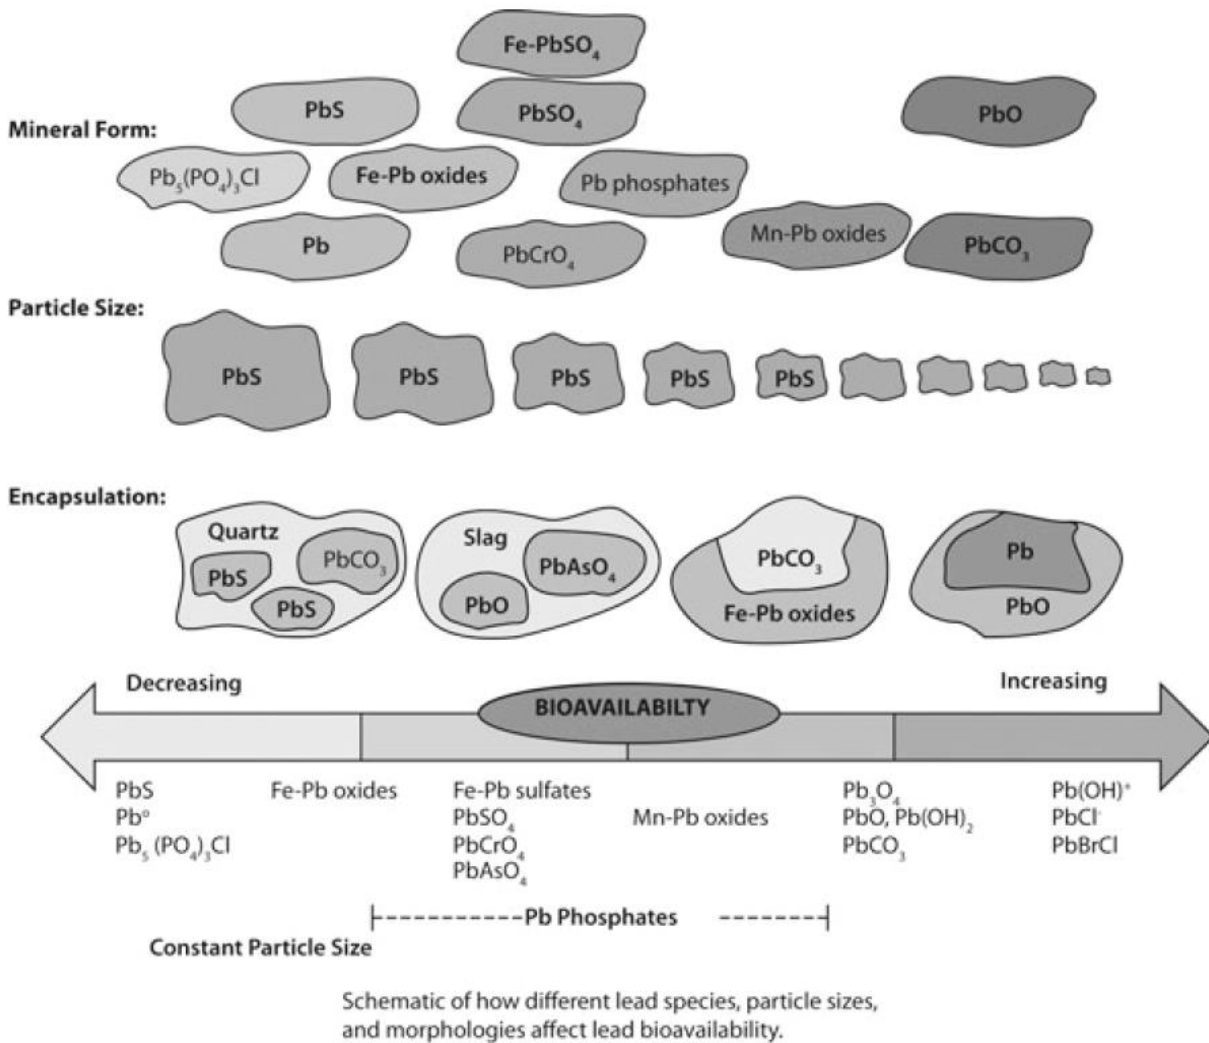 Fe-PbSO₄
PbS
PbSO₄
PbO
Mineral Form:
Pb₅(PO₄)₃Cl
Fe-Pb oxides
Pb phosphates
Pb
PbCrO₄
Mn-Pb oxides
PbCO₃
Particle Size:
PbS
PbS
PbS
PbS
PbS
Encapsulation:
Quartz
PbS
PbCO₃
PbS
Slag
PbAsO₄
PbO
PbCO₃
Fe-Pb oxides
Pb
PbO
Decreasing
Increasing
BIOAVAILABILTY
PbS
Pb⁰
Pb₅ (PO₄)₃Cl
Fe-Pb oxides
Fe-Pb sulfates
PbSO₄
PbCrO₄
PbAsO₄
Mn-Pb oxides
Pb₃O₄
PbO, Pb(OH)₂
PbCO₃
Pb(OH)⁺
PbCl⁻
PbBrCl
Pb Phosphates
Constant Particle Size
Schematic of how different lead species, particle sizes,
and morphologies affect lead bioavailability.